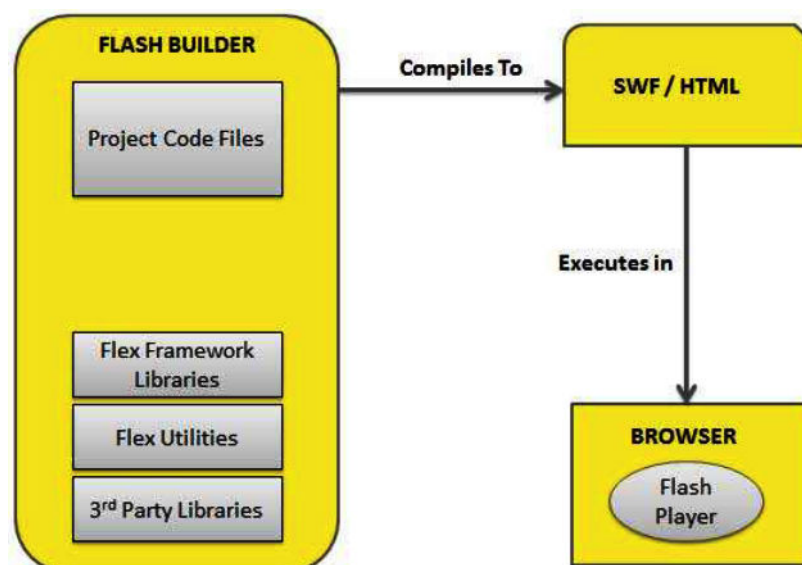 FLASH BUILDER
Project Code Files
Flex Framework
Libraries
Flex Utilities
3rd Party Libraries
Compiles To
SWF / HTML
Executes in
BROWSER
Flash
Player